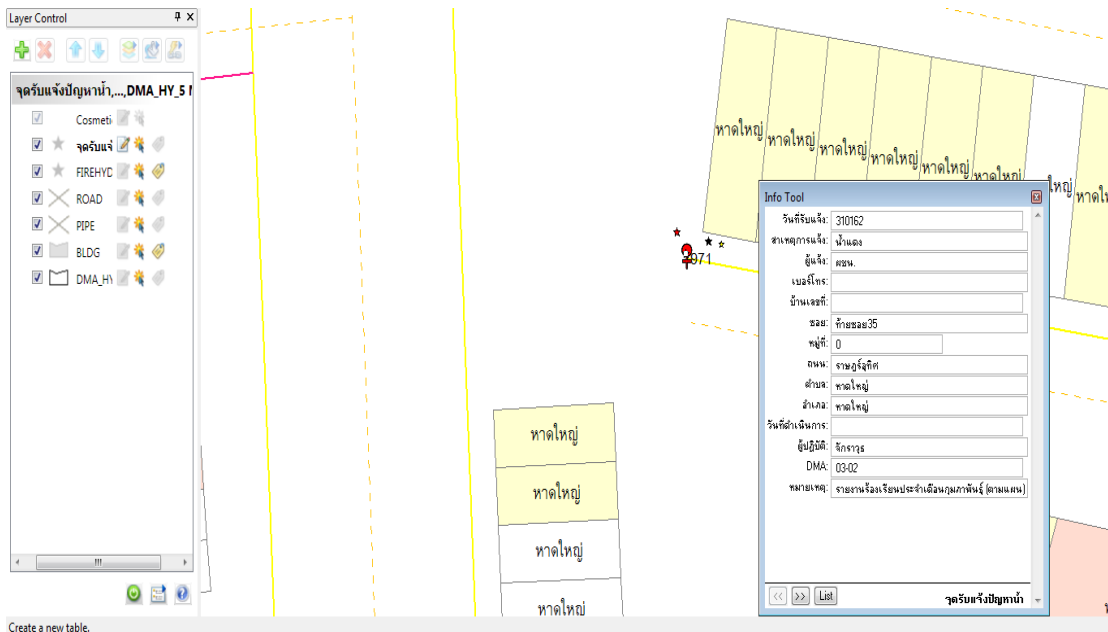 Layer Control
จุดรับแจ้งปัญหาน้ำ,...,DMA_HY_5
Cosmeti
จุดรับแจ้
FIREHYD
ROAD
PIPE
BLDG
DMA_HY
Create a new table.
หาดใหญ่
หาดใหญ่
หาดใหญ่
หาดใหญ่
หาดใหญ่
หาดใหญ่
971
หาดใหญ่
หาดใหญ่
หาดใหญ่
หาดใหญ่
Info Tool
วันที่รับแจ้ง: 310162
สาเหตุการแจ้ง: น้ำแดง
ผู้แจ้ง: ผชน.
เบอร์โทร:
บ้านเลขที่:
ซอย: ท้ายซอย35
หมู่ที่: 0
ถนน: ราษฎร์อุทิศ
ตำบล: หาดใหญ่
อำเภอ: หาดใหญ่
วันที่ดำเนินการ:
ผู้ปฏิบัติ: จักราวุธ
DMA: 03-02
หมายเหตุ: รายงานร้องเรียนประจำเดือนกุมภาพันธ์ (ตามแผน)
<< >> List จุดรับแจ้งปัญหาน้ำ